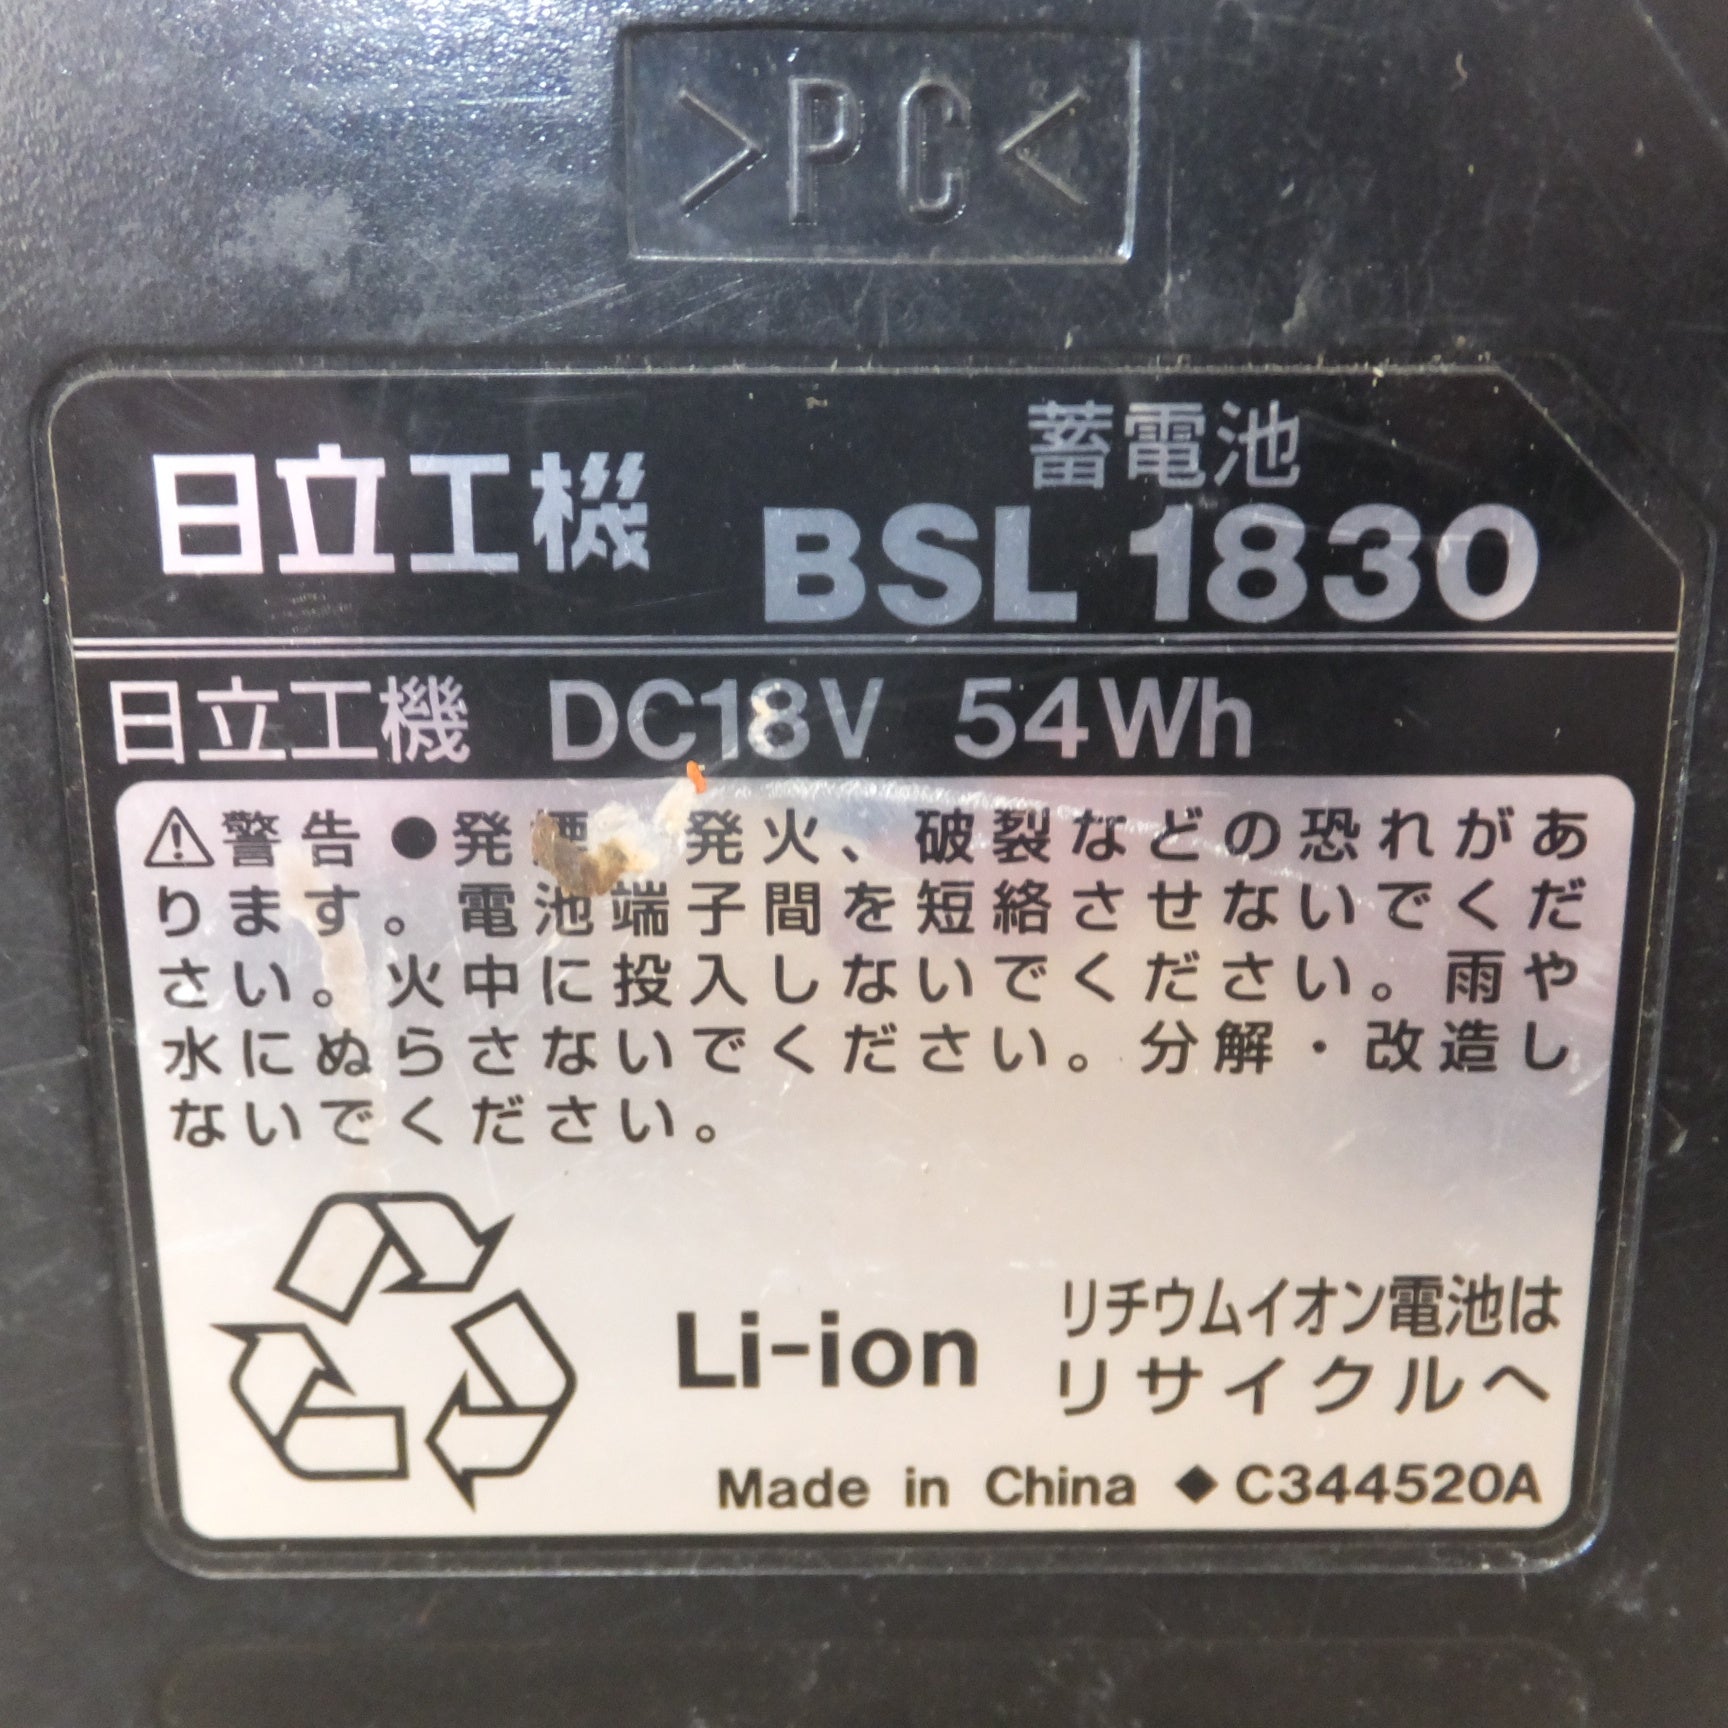 >PC<
蓄電池
日立工機 BSL 1830
日立工機 DC18V 54Wh
⚠警告 ●発煙、発火、破裂などの恐れがあ
ります。電池端子間を短絡させないでくだ
さい。火中に投入しないでください。雨や
水にぬらさないでください。分解・改造し
ないでください。
Li-ion
リチウムイオン電池は
リサイクルへ
Made in China ◆C344520A